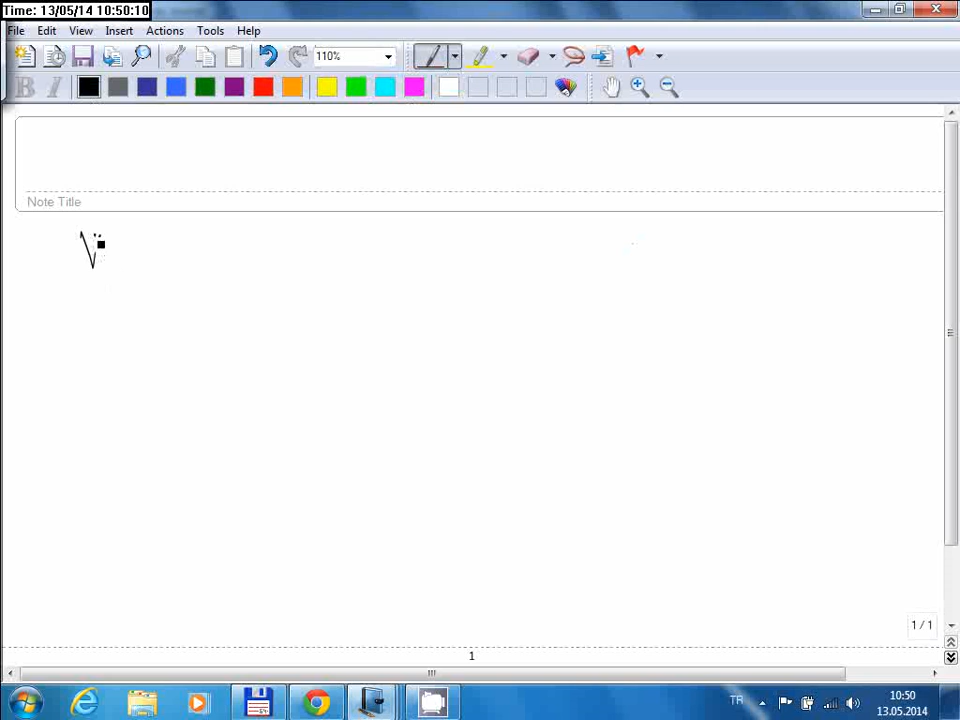 Time: 13/05/14 10:50:10
File Edit View Insert Actions Tools Help
110%
B I
Note Title
1 / 1
1
TR 10:50
13.05.2014